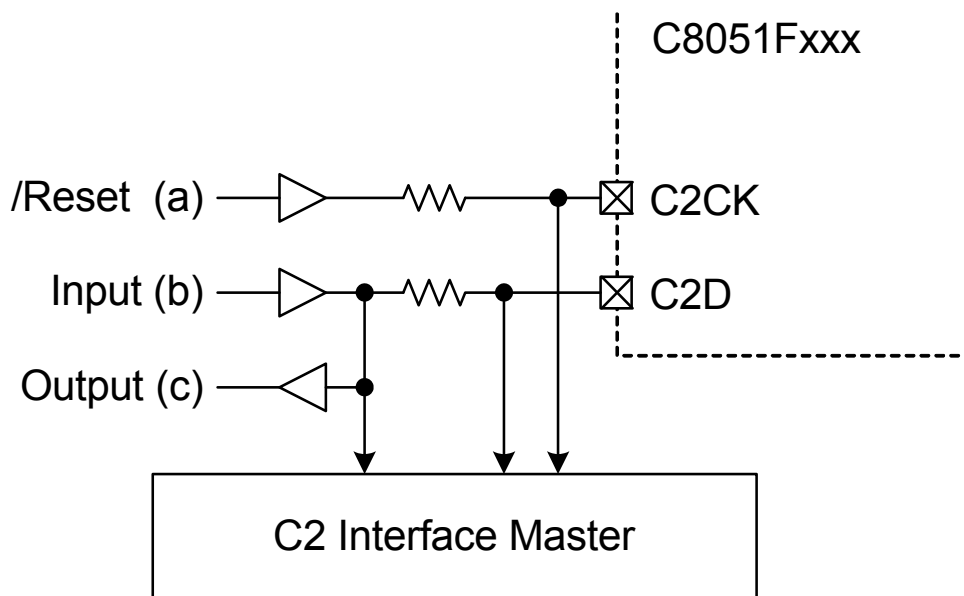 C8051Fxxx
/Reset (a)
C2CK
Input (b)
C2D
Output (c)
C2 Interface Master